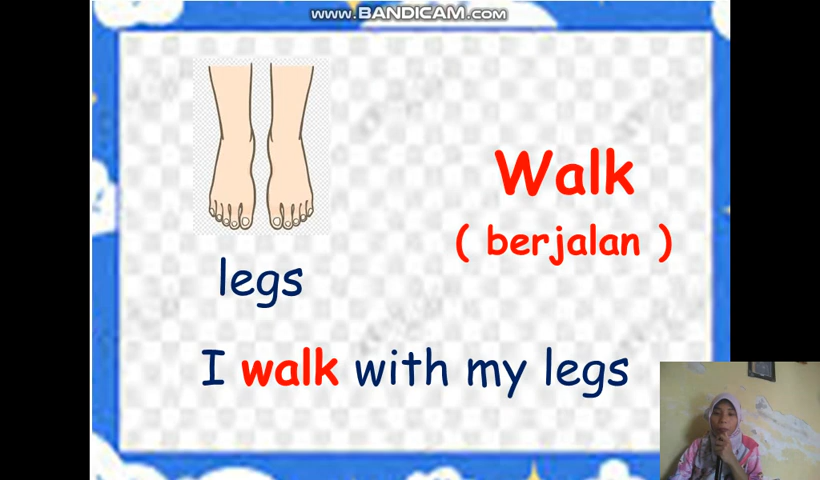 WWW.BANDICAM.COM
Walk
( berjalan )
legs
I walk with my legs